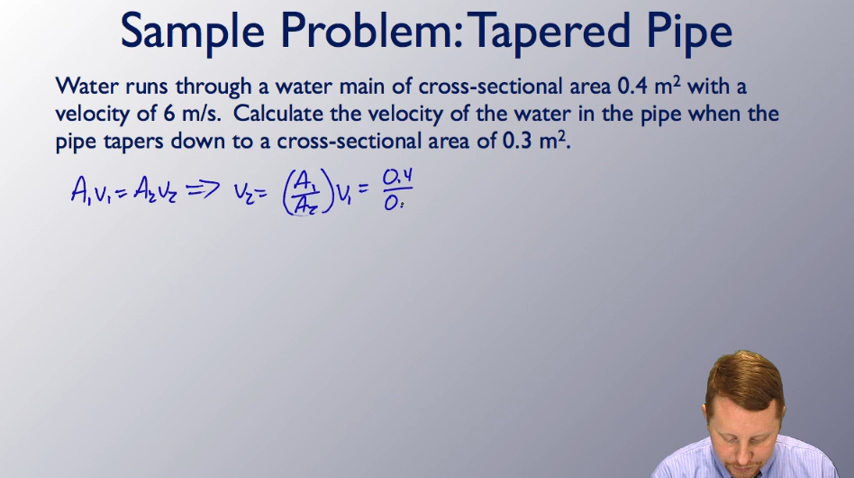 Sample Problem: Tapered Pipe
Water runs through a water main of cross-sectional area 0.4 m² with a
velocity of 6 m/s. Calculate the velocity of the water in the pipe when the
pipe tapers down to a cross-sectional area of 0.3 m².
A₁v₁ = A₂v₂ ⇒ v₂ = (A₁/A₂)v₁ = 0.4/0.